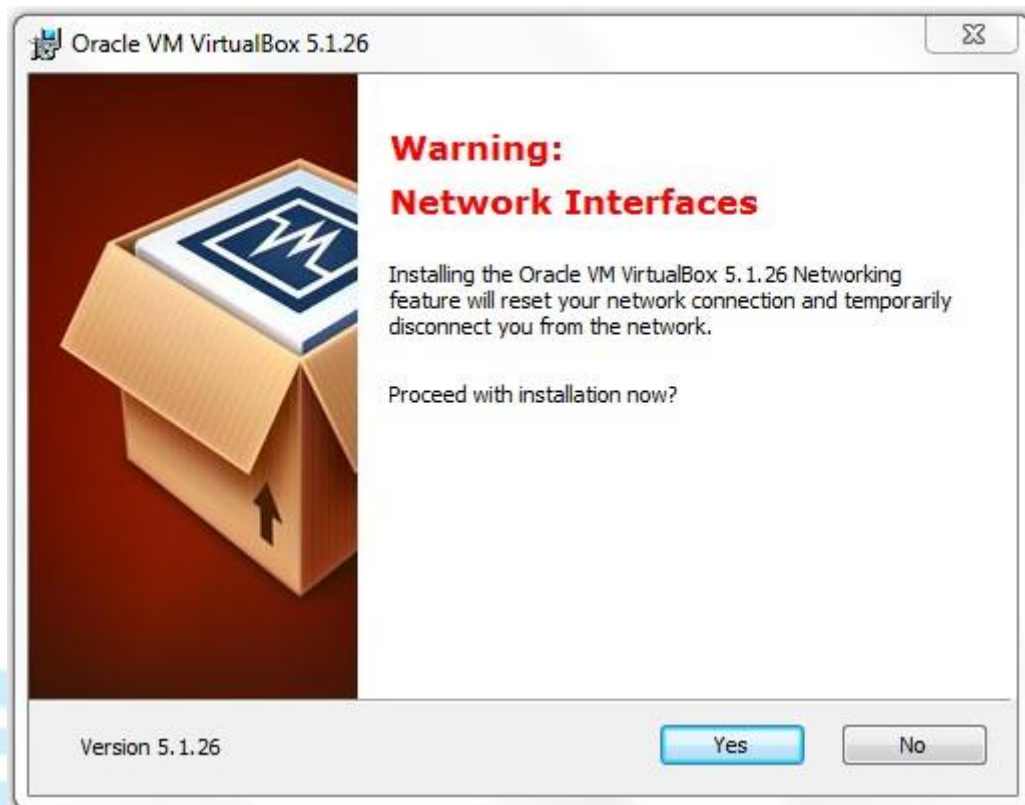 Oracle VM VirtualBox 5.1.26
Warning:
Network Interfaces
Installing the Oracle VM VirtualBox 5.1.26 Networking
feature will reset your network connection and temporarily
disconnect you from the network.
Proceed with installation now?
Version 5.1.26
Yes
No